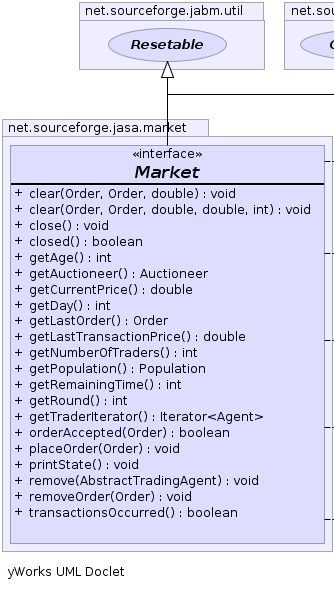 net.sourceforge.jabm.util
net.sou
Resetable
net.sourceforge.jasa.market
«interface»
Market
+ clear(Order, Order, double) : void
+ clear(Order, Order, double, double, int) : void
+ close() : void
+ closed() : boolean
+ getAge() : int
+ getAuctioneer() : Auctioneer
+ getCurrentPrice() : double
+ getDay() : int
+ getLastOrder() : Order
+ getLastTransactionPrice() : double
+ getNumberOfTraders() : int
+ getPopulation() : Population
+ getRemainingTime() : int
+ getRound() : int
+ getTraderIterator() : Iterator<Agent>
+ orderAccepted(Order) : boolean
+ placeOrder(Order) : void
+ printState() : void
+ remove(AbstractTradingAgent) : void
+ removeOrder(Order) : void
+ transactionsOccurred() : boolean
yWorks UML Doclet